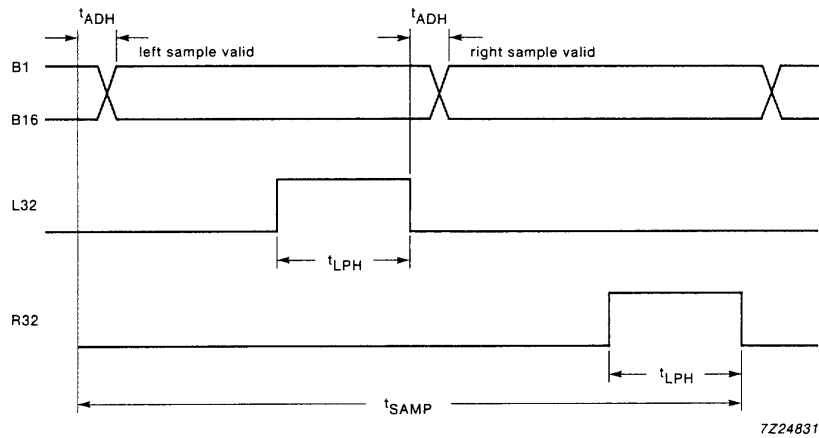 tADH
tADH
left sample valid
right sample valid
B1
B16
L32
tLPH
R32
tLPH
tSAMP
7Z24831